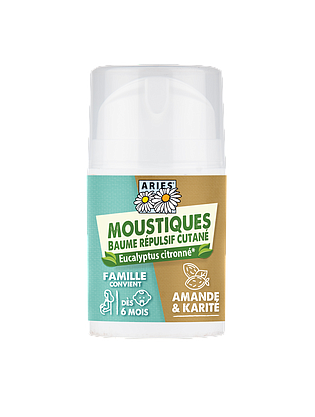 ARIES
MOUSTIQUES
BAUME RÉPULSIF CUTANÉ
Eucalyptus citronné*
FAMILLE
CONVIENT
DÈS
6 MOIS
AMANDE
& KARITÉ